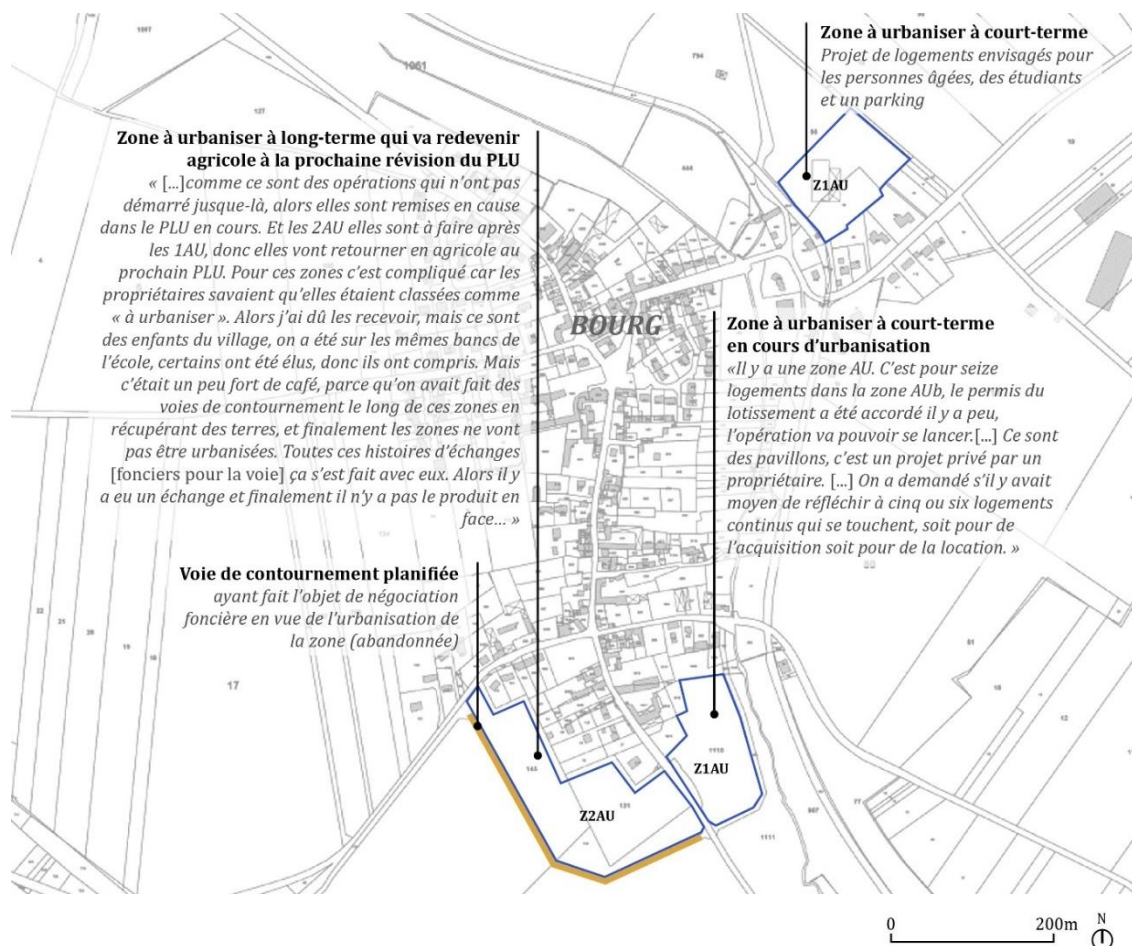 Zone à urbaniser à court-terme
Projet de logements envisagés pour
les personnes âgées, des étudiants
et un parking
Zone à urbaniser à long-terme qui va redevenir
agricole à la prochaine révision du PLU
« [...]comme ce sont des opérations qui n'ont pas
démarré jusque-là, alors elles sont remises en cause
dans le PLU en cours. Et les 2AU elles sont à faire après
les 1AU, donc elles vont retourner en agricole au
prochain PLU. Pour ces zones c'est compliqué car les
propriétaires savaient qu'elles étaient classées comme
« à urbaniser ». Alors j'ai dû les recevoir, mais ce sont
des enfants du village, on a été sur les mêmes bancs de
l'école, certains ont été élus, donc ils ont compris. Mais
c'était un peu fort de café, parce qu'on avait fait des
voies de contournement le long de ces zones en
récupérant des terres, et finalement les zones ne vont
pas être urbanisées. Toutes ces histoires d'échanges
[fonciers pour la voie] ça s'est fait avec eux. Alors il y
a eu un échange et finalement il n'y a pas le produit en
face... »
Z1AU
BOURG
Zone à urbaniser à court-terme
en cours d'urbanisation
«Il y a une zone AU. C'est pour seize
logements dans la zone AUb, le permis du
lotissement a été accordé il y a peu,
l'opération va pouvoir se lancer.[...] Ce sont
des pavillons, c'est un projet privé par un
propriétaire. [...] On a demandé s'il y avait
moyen de réfléchir à cinq ou six logements
continus qui se touchent, soit pour de
l'acquisition soit pour de la location. »
Voie de contournement planifiée
ayant fait l'objet de négociation
foncière en vue de l'urbanisation de
la zone (abandonnée)
17
1110
Z1AU
Z2AU
1111
0 200m N